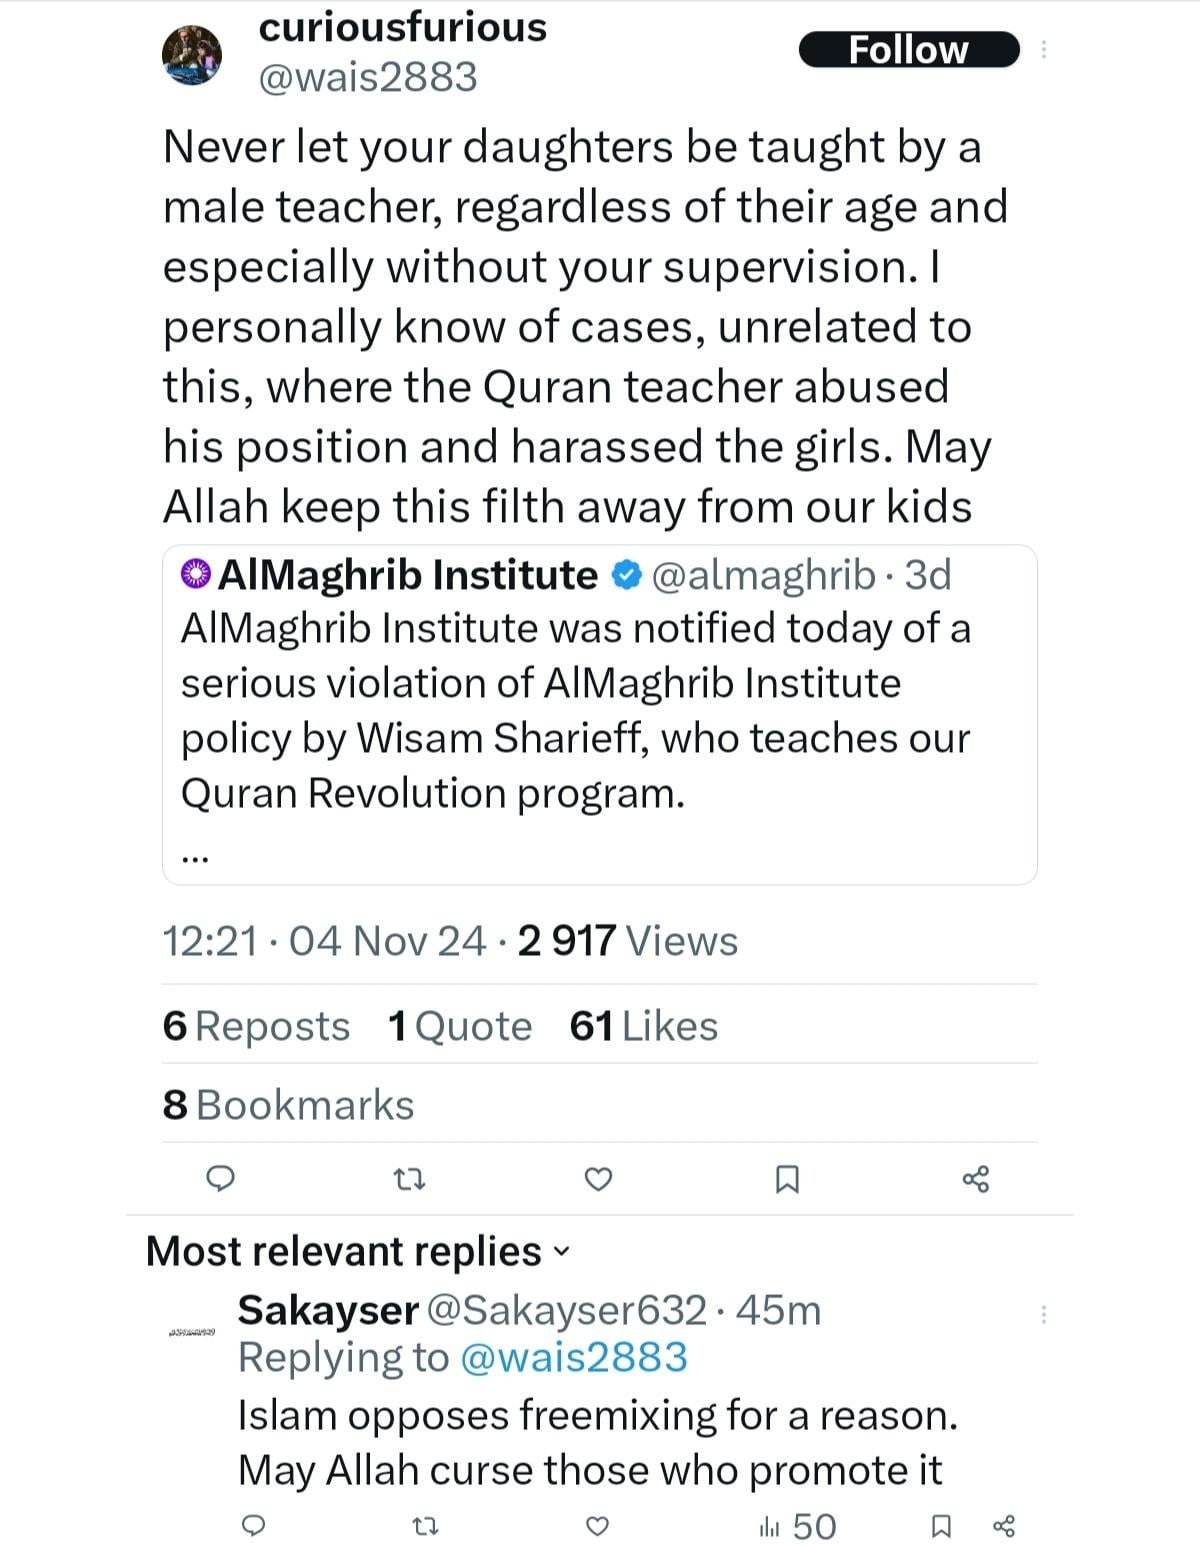 curiousfurious
@wais2883
Follow
Never let your daughters be taught by a
male teacher, regardless of their age and
especially without your supervision. I
personally know of cases, unrelated to
this, where the Quran teacher abused
his position and harassed the girls. May
Allah keep this filth away from our kids
AlMaghrib Institute @almaghrib · 3d
AlMaghrib Institute was notified today of a
serious violation of AlMaghrib Institute
policy by Wisam Sharieff, who teaches our
Quran Revolution program.
...
12:21 · 04 Nov 24 · 2 917 Views
6 Reposts 1 Quote 61 Likes
8 Bookmarks
Most relevant replies
Sakayser @Sakayser632 · 45m
Replying to @wais2883
Islam opposes freemixing for a reason.
May Allah curse those who promote it
50